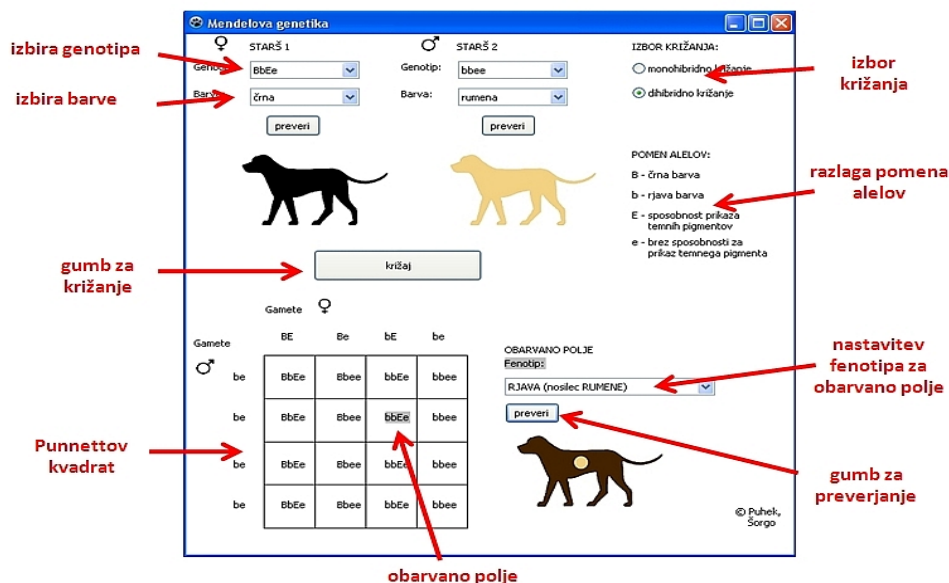 Mendelova genetika
izbira genotipa
STARŠ 1
STARŠ 2
IZBOR KRIŽANJA:
Genotip:
BbEe
Genotip:
bbee
monohibridno križanje
izbor
križanja
izbira barve
Barva:
črna
Barva:
rumena
dihibridno križanje
preveri
preveri
POMEN ALELOV:
B - črna barva
b - rjava barva
E - sposobnost prikaza
temnih pigmentov
e - brez sposobnosti za
prikaz temnega pigmenta
razlaga pomena
alelov
gumb za
križanje
križaj
Gamete ♀
Gamete
♂
BE Be bE be
be BbEe Bbee bbEe bbee
be BbEe Bbee bbEe bbee
be BbEe Bbee bbEe bbee
be BbEe Bbee bbEe bbee
OBARVANO POLJE
Fenotip:
RJAVA (nosilec RUMENE)
preveri
nastavitev
fenotipa za
obarvano polje
Punnettov
kvadrat
gumb za
preverjanje
© Puhek,
Šorgo
obarvano polje